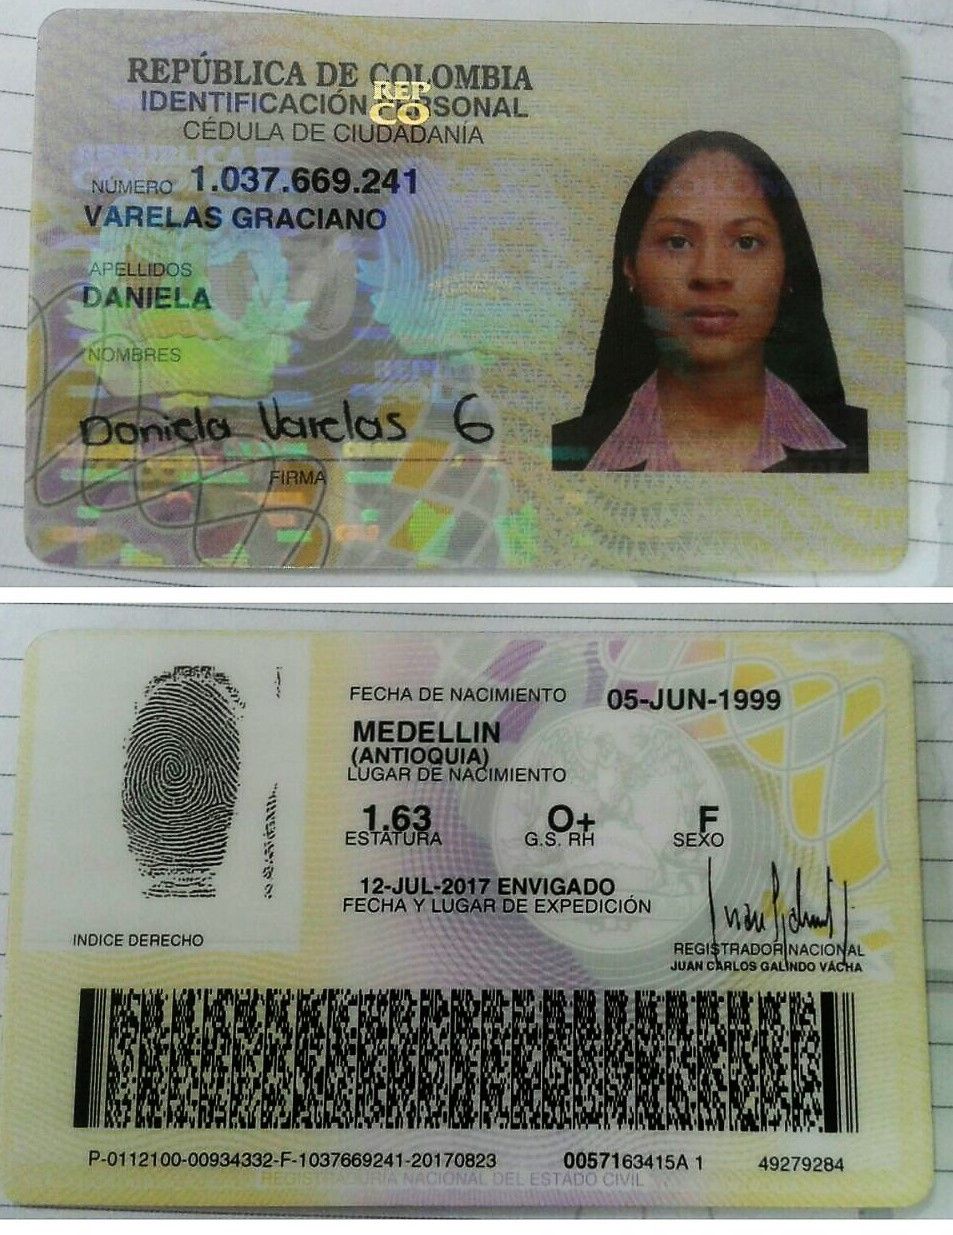 REPÚBLICA DE COLOMBIA
IDENTIFICACIÓN PERSONAL
CÉDULA DE CIUDADANÍA
REP
CO
NÚMERO 1.037.669.241
VARELAS GRACIANO
APELLIDOS
DANIELA
NOMBRES
Daniela Varelas G
FIRMA
FECHA DE NACIMIENTO 05-JUN-1999
MEDELLIN
(ANTIOQUIA)
LUGAR DE NACIMIENTO
1.63 O+ F
ESTATURA G.S. RH SEXO
12-JUL-2017 ENVIGADO
FECHA Y LUGAR DE EXPEDICIÓN
INDICE DERECHO
REGISTRADOR NACIONAL
JUAN CARLOS GALINDO VÁCHA
P-0112100-00934332-F-1037669241-20170823 0057163415A 1 49279284
REGISTRADURIA NACIONAL DEL ESTADO CIVIL